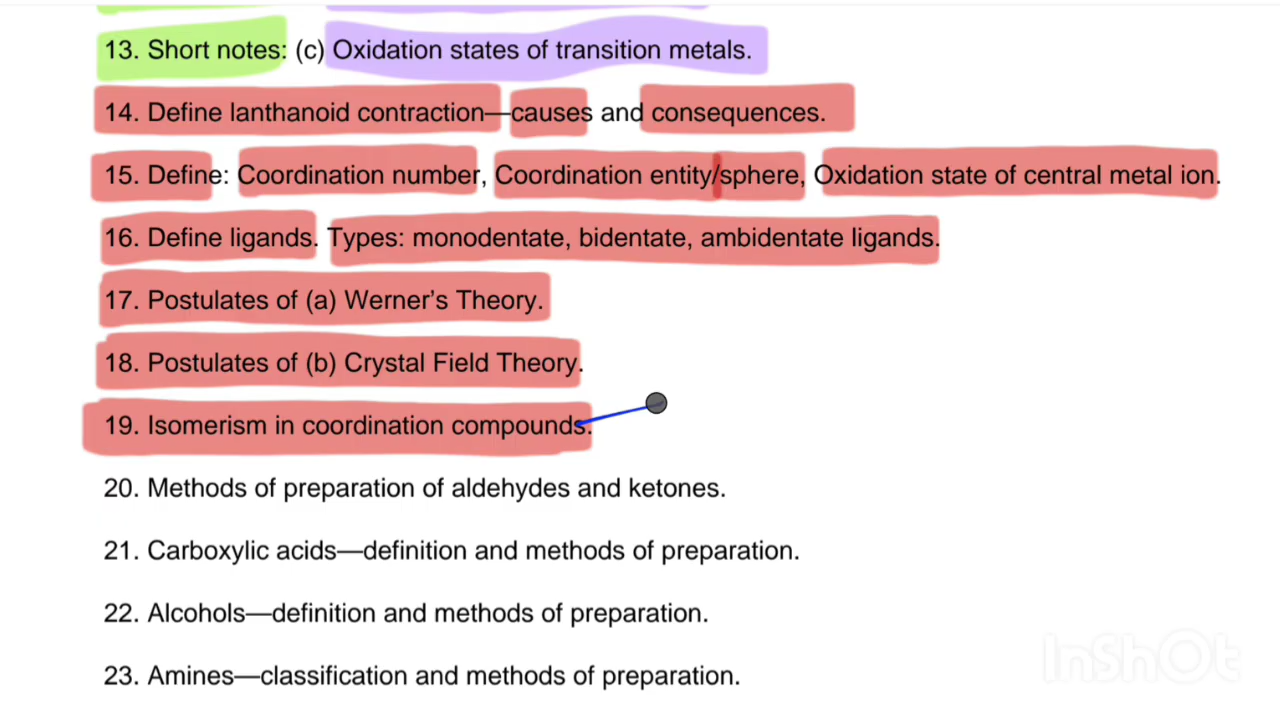 13. Short notes: (c) Oxidation states of transition metals.
14. Define lanthanoid contraction—causes and consequences.
15. Define: Coordination number, Coordination entity/sphere, Oxidation state of central metal ion.
16. Define ligands. Types: monodentate, bidentate, ambidentate ligands.
17. Postulates of (a) Werner’s Theory.
18. Postulates of (b) Crystal Field Theory.
19. Isomerism in coordination compounds.
20. Methods of preparation of aldehydes and ketones.
21. Carboxylic acids—definition and methods of preparation.
22. Alcohols—definition and methods of preparation.
23. Amines—classification and methods of preparation.
InShOt